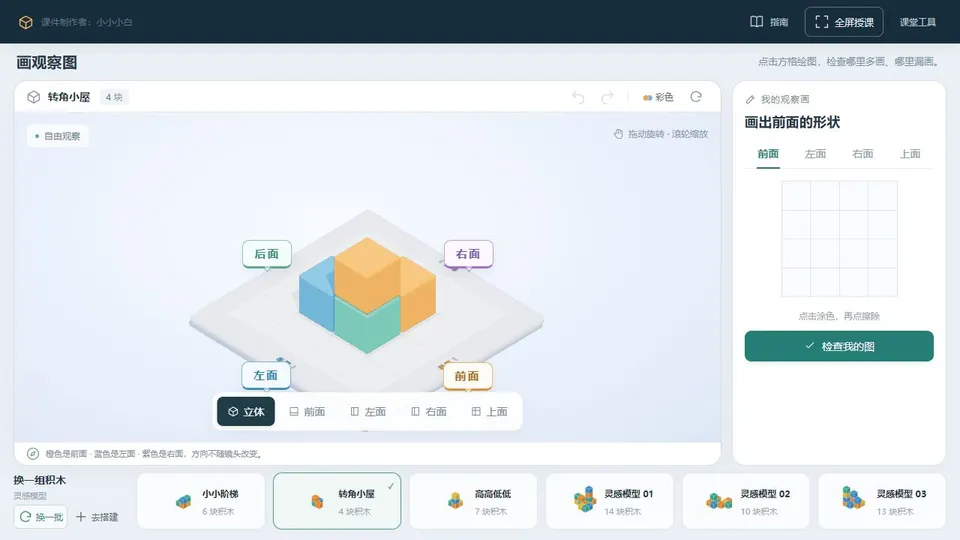 课件制作者：小小小白
指南
全屏授课
课堂工具
画观察图
点击方格绘图，检查哪里多画、哪里漏画。
转角小屋
4 块
彩色
自由观察
拖动旋转 · 滚轮缩放
后面
右面
左面
前面
立体
前面
左面
右面
上面
橙色是前面 · 蓝色是左面 · 紫色是右面，方向不随镜头改变。
我的观察画
画出前面的形状
前面
左面
右面
上面
点击涂色，再点擦除
检查我的图
换一组积木
灵感模型
换一批
去搭建
小小阶梯
6 块积木
转角小屋
4 块积木
高高低低
7 块积木
灵感模型 01
14 块积木
灵感模型 02
10 块积木
灵感模型 03
13 块积木